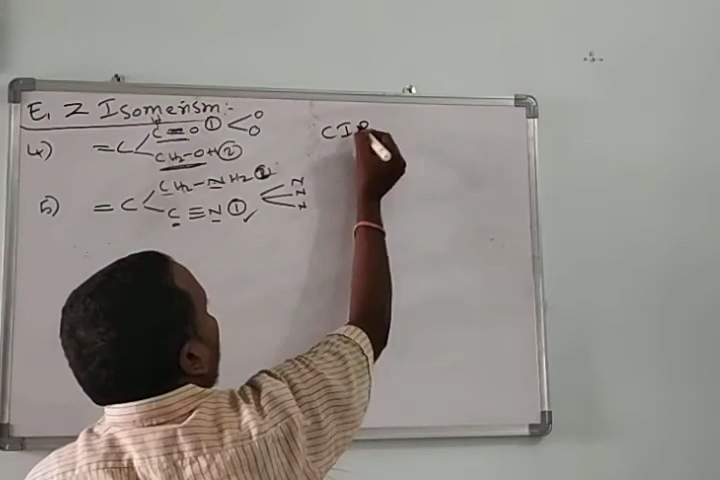 E, Z Isomerism:-
4) =C C=O ① O O
H
CH2-OH ②
5) =C CH2-NH2 ② N N N
C≡N ① ✓
CIP